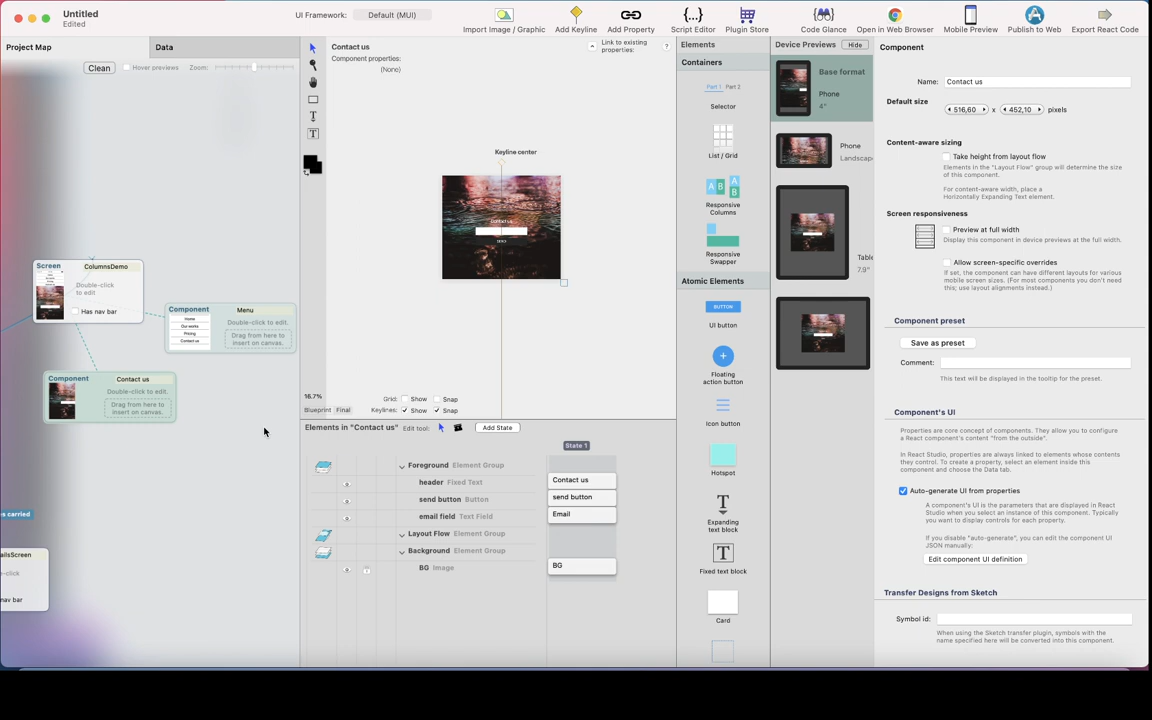 Untitled
Edited
UI Framework:
Default (MUI)
Import Image / Graphic
Add Keyline
Add Property
Script Editor
Plugin Store
Code Glance
Open in Web Browser
Mobile Preview
Publish to Web
Export React Code
Project Map
Data
Clean
Hover previews
Zoom:
Screen
ColumnsDemo
Double-click
to edit
Has nav bar
Component
Menu
Home
Our works
Pricing
Contact us
Double-click to edit.
Drag from here to
insert on canvas.
Component
Contact us
Double-click to edit.
Drag from here to
insert on canvas.
s carried
ailsScreen
-click
nav bar
Contact us
Component properties:
(None)
Link to existing
properties:
?
Keyline center
Contact us
SEND
16.7%
Blueprint
Final
Grid:
Show
Snap
Keylines:
Show
Snap
Elements in "Contact us"
Edit tool:
Add State
State 1
Foreground Element Group
header Fixed Text
Contact us
send button Button
send button
email field Text Field
Email
Layout Flow Element Group
Background Element Group
BG Image
BG
Elements
Containers
Part 1 Part 2
Selector
List / Grid
A B
A
B
Responsive
Columns
Responsive
Swapper
Atomic Elements
BUTTON
UI button
Floating
action button
Icon button
Hotspot
Expanding
text block
Fixed text block
Card
Device Previews
Hide
Base format
Phone
4"
Phone
Landscap
Table
7.9"
Component
Name:
Contact us
Default size
516,60
x
452,10
pixels
Content-aware sizing
Take height from layout flow
Elements in the "Layout Flow" group will determine the size
of this component.
For content-aware width, place a
Horizontally Expanding Text element.
Screen responsiveness
Preview at full width
Display this component in device previews at the full width.
Allow screen-specific overrides
If set, the component can have different layouts for various
mobile screen sizes. (For most components you don't need
this; use layout alignments instead.)
Component preset
Save as preset
Comment:
This text will be displayed in the tooltip for the preset.
Component's UI
Properties are core concept of components. They allow you to configure
a React component's content "from the outside".
In React Studio, properties are always linked to elements whose contents
they control. To create a property, select an element inside this
component and choose the Data tab.
Auto-generate UI from properties
A component's UI is the parameters that are displayed in React
Studio when you select an instance of this component. Typically
you want to display controls for each property.
If you disable "auto-generate", you can edit the component UI
JSON manually:
Edit component UI definition
Transfer Designs from Sketch
Symbol id:
When using the Sketch transfer plugin, symbols with the
name specified here will be converted into this component.